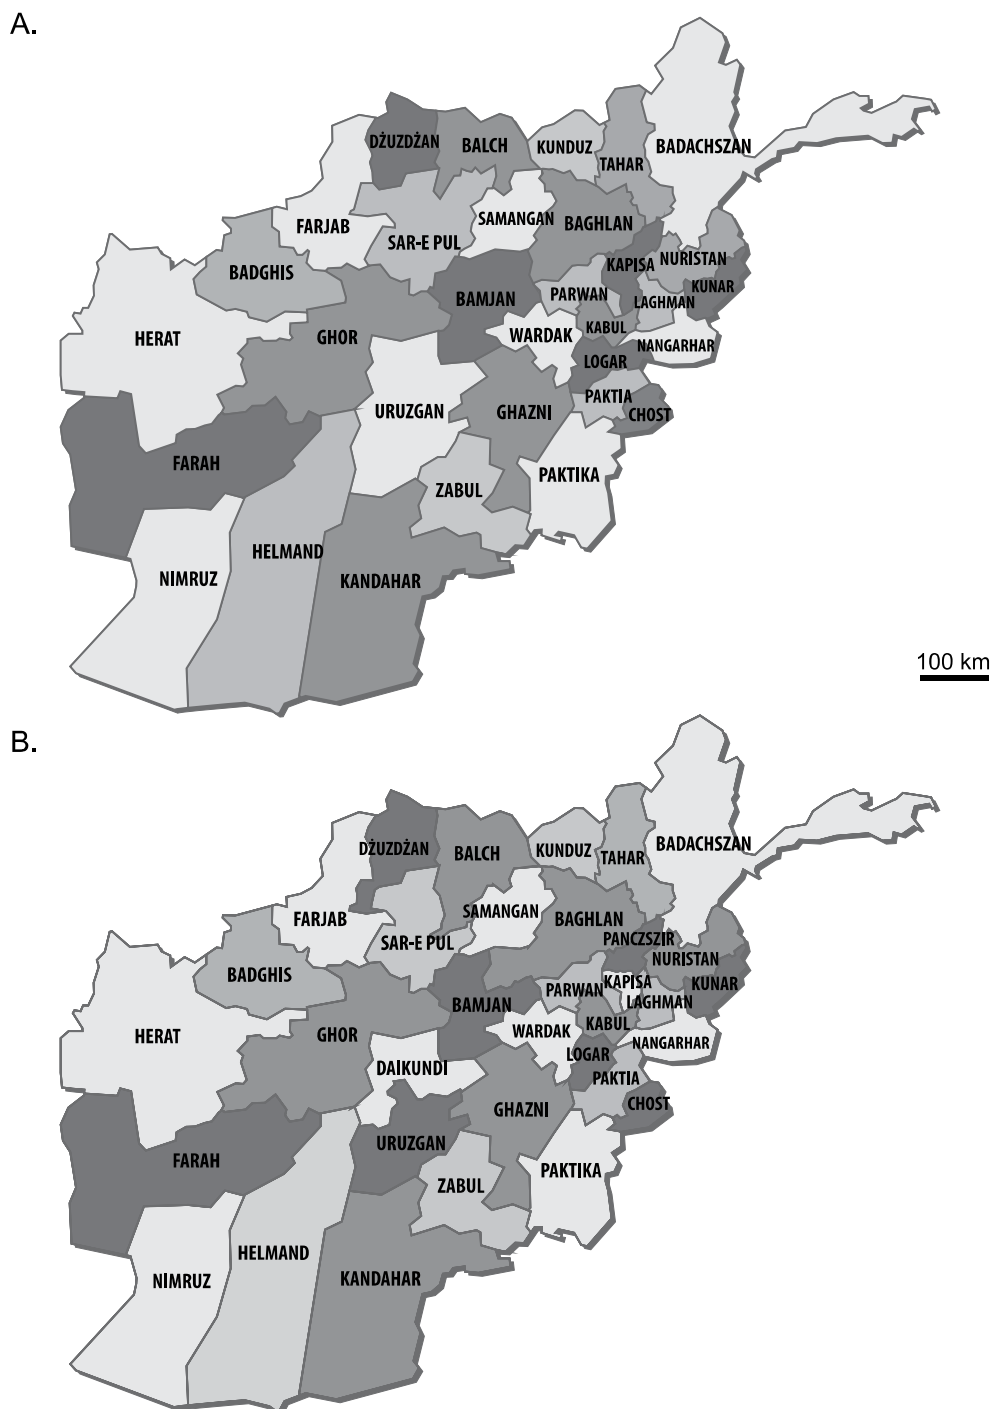 A.
DŻUZDŻAN
BALCH
KUNDUZ
TAHAR
BADACHSZAN
FARJAB
SAR-E PUL
SAMANGAN
BAGHLAN
BADGHIS
KAPISA
NURISTAN
KUNAR
BAMJAN
PARWAN
LAGHMAN
HERAT
GHOR
WARDAK
KABUL
NANGARHAR
LOGAR
URUZGAN
GHAZNI
PAKTIA
CHOST
FARAH
ZABUL
PAKTIKA
NIMRUZ
HELMAND
KANDAHAR
100 km
B.
DŻUZDŻAN
BALCH
KUNDUZ
TAHAR
BADACHSZAN
FARJAB
SAR-E PUL
SAMANGAN
BAGHLAN
PANCZSZIR
NURISTAN
BADGHIS
KAPISA
KUNAR
BAMJAN
PARWAN
LAGHMAN
HERAT
GHOR
WARDAK
KABUL
NANGARHAR
LOGAR
DAIKUNDI
PAKTIA
GHAZNI
CHOST
FARAH
URUZGAN
ZABUL
PAKTIKA
NIMRUZ
HELMAND
KANDAHAR